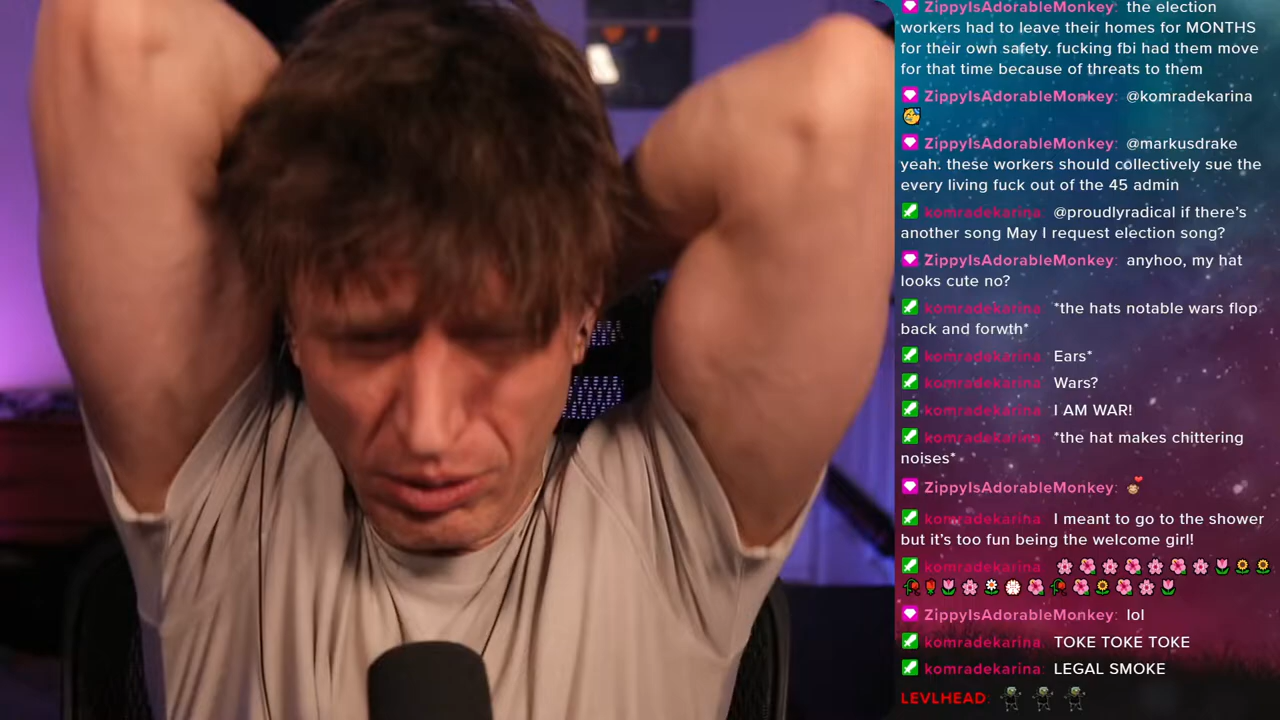 ZippyIsAdorableMonkey: the election
workers had to leave their homes for MONTHS
for their own safety. fucking fbi had them move
for that time because of threats to them
ZippyIsAdorableMonkey: @komradekarina
ZippyIsAdorableMonkey: @markusdrake
yeah. these workers should collectively sue the
every living fuck out of the 45 admin
komradekarina: @proudlyradical if there's
another song May I request election song?
ZippyIsAdorableMonkey: anyhoo, my hat
looks cute no?
komradekarina: *the hats notable wars flop
back and forwth*
komradekarina: Ears*
komradekarina: Wars?
komradekarina: I AM WAR!
komradekarina: *the hat makes chittering
noises*
ZippyIsAdorableMonkey:
komradekarina: I meant to go to the shower
but it's too fun being the welcome girl!
komradekarina:
ZippyIsAdorableMonkey: lol
komradekarina: TOKE TOKE TOKE
komradekarina: LEGAL SMOKE
LEVLHEAD: